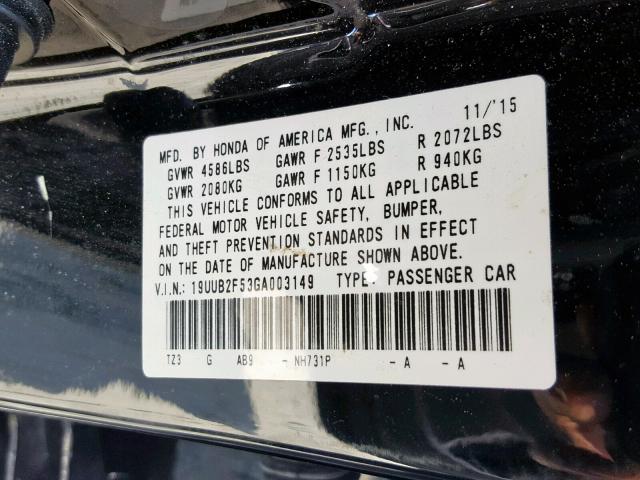 MFD. BY HONDA OF AMERICA MFG., INC. 11/'15
GVWR 4586LBS GAWR F 2535LBS R 2072LBS
GVWR 2080KG GAWR F 1150KG R 940KG
THIS VEHICLE CONFORMS TO ALL APPLICABLE
FEDERAL MOTOR VEHICLE SAFETY, BUMPER,
AND THEFT PREVENTION STANDARDS IN EFFECT
ON THE DATE OF MANUFACTURE SHOWN ABOVE.
V.I.N.: 19UUB2F53GA003149 TYPE: PASSENGER CAR
TZ3 G AB9 - NH731P - A - A